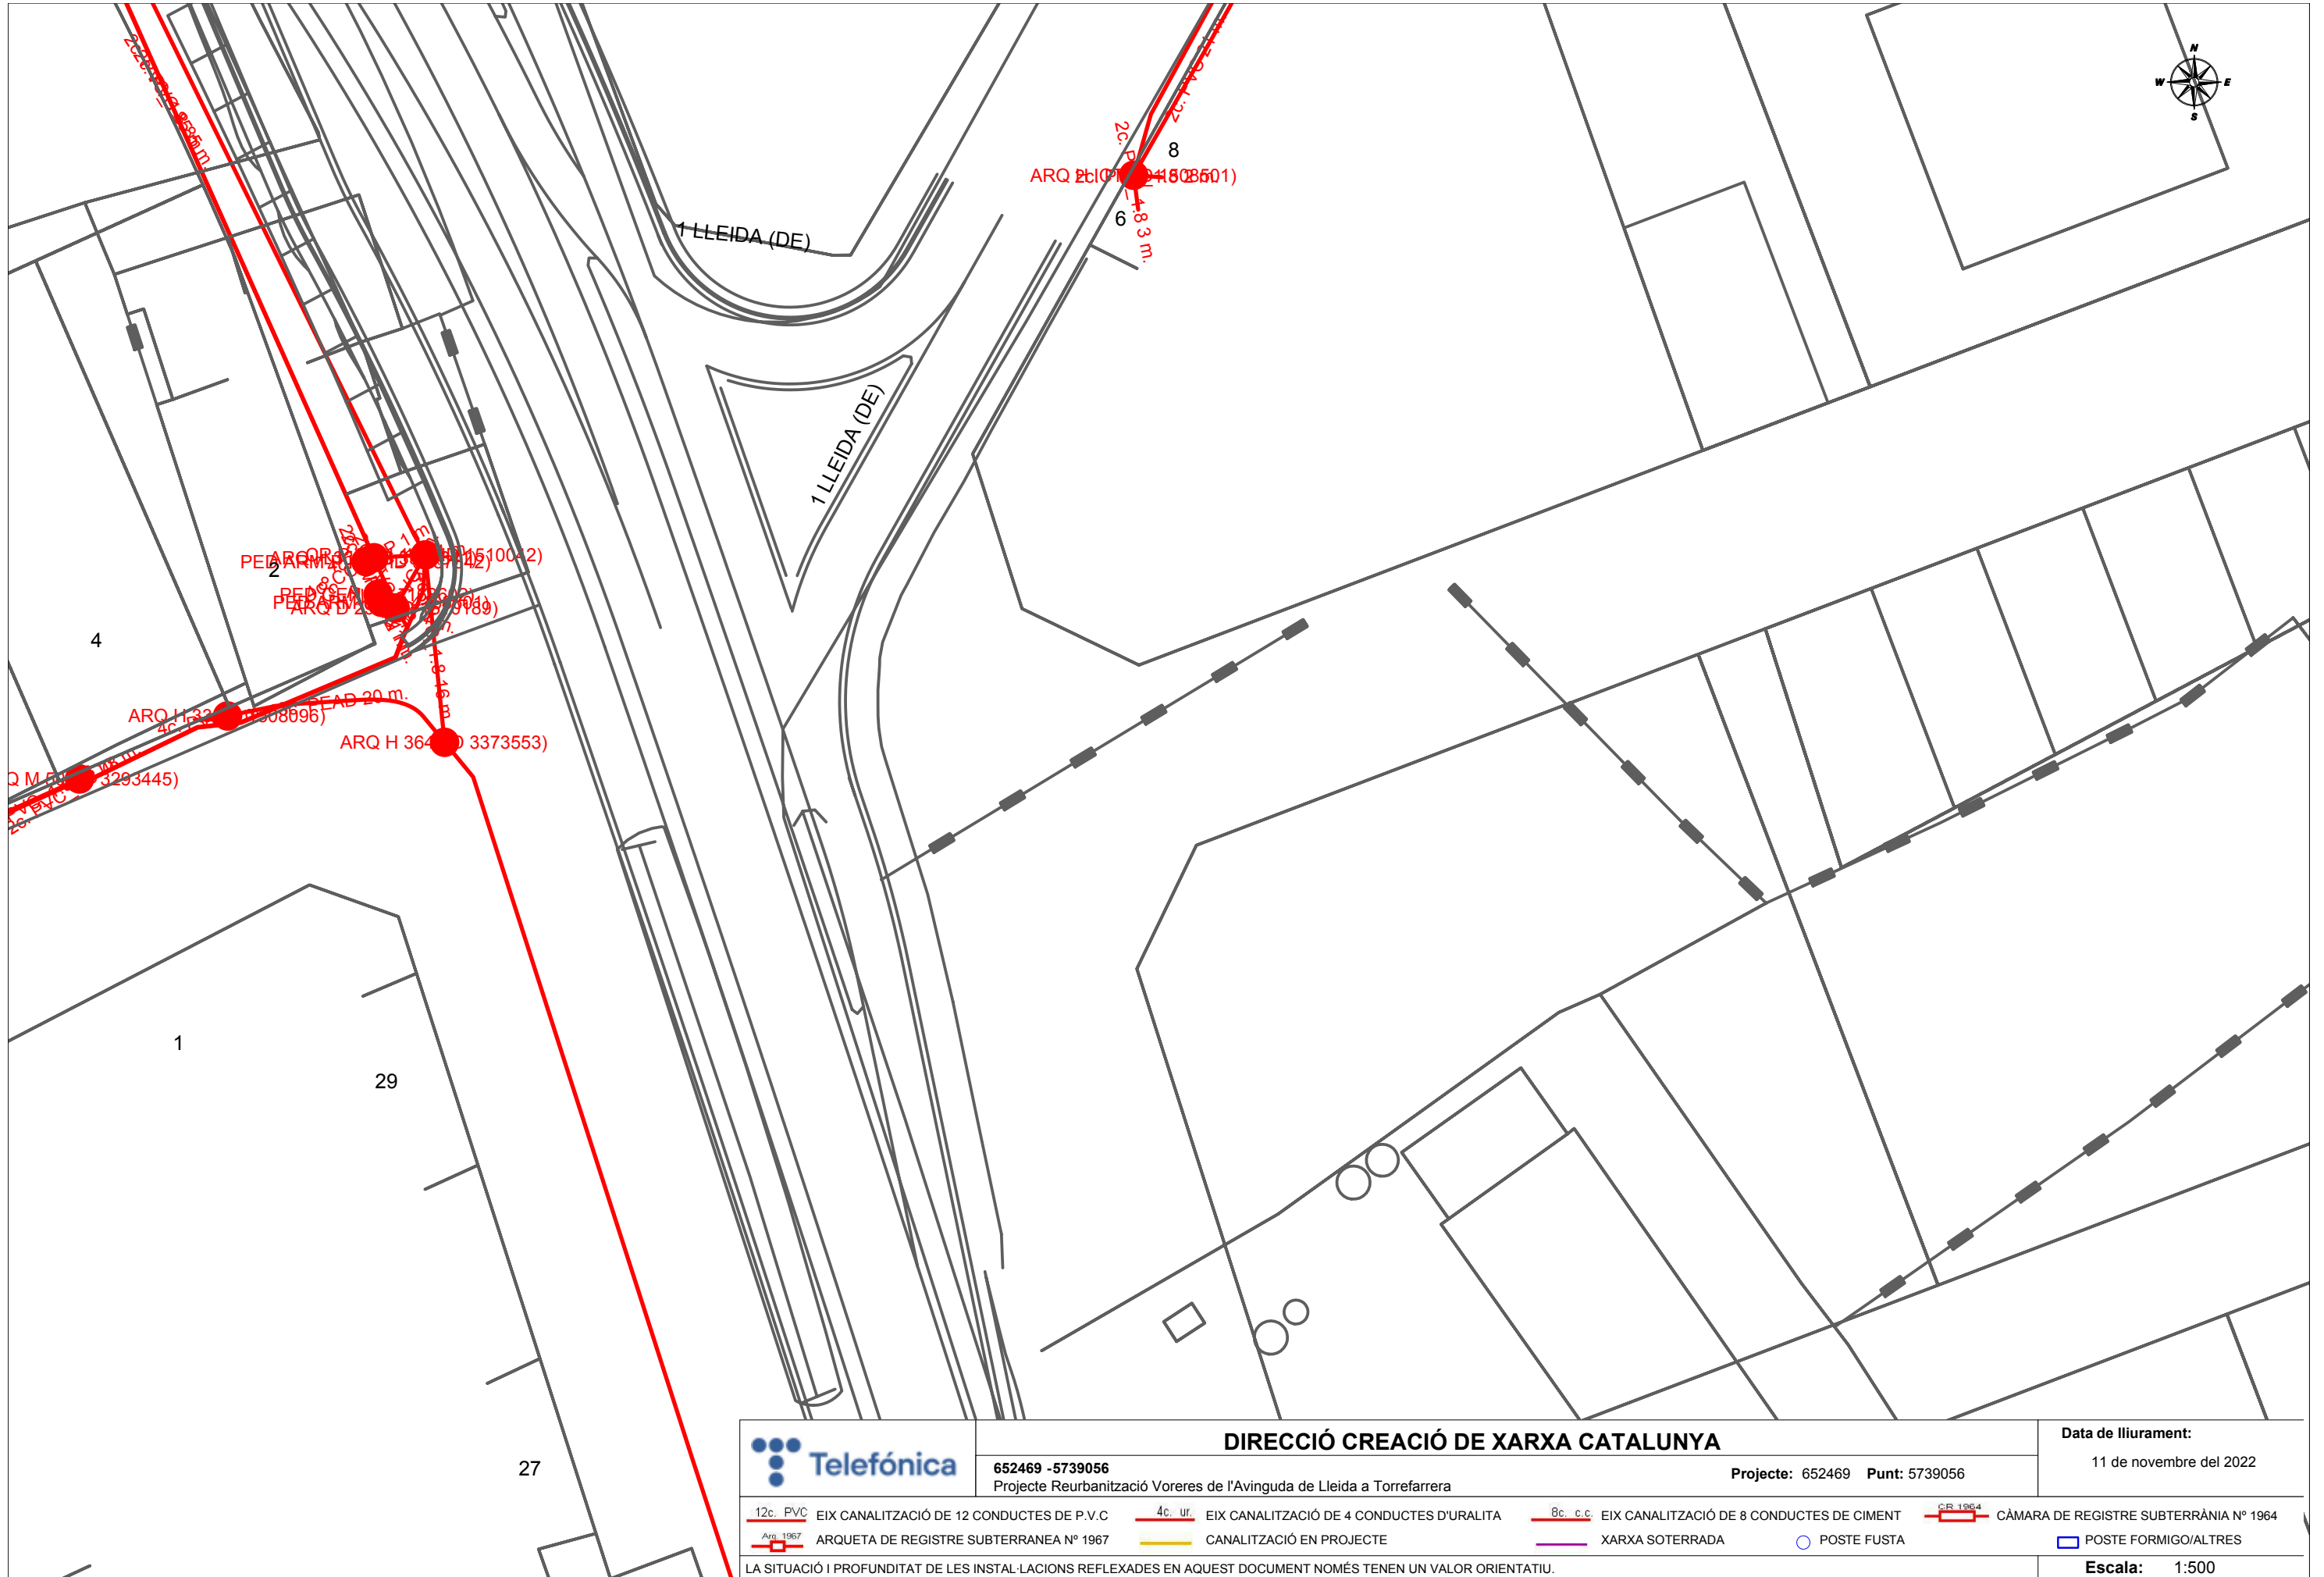 N
W E
S
8
6
1 LLEIDA (DE)
1 LLEIDA (DE)
_1.8 3 m.
2
4
ARQ H
PEAD 20 m.
ARQ H 364 3373553)
3293445)
16 m
1
29
27
Telefónica
DIRECCIÓ CREACIÓ DE XARXA CATALUNYA
652469 -5739056
Projecte Reurbanització Voreres de l'Avinguda de Lleida a Torrefarrera
Projecte: 652469 Punt: 5739056
Data de lliurament:
11 de novembre del 2022
12c. PVC EIX CANALITZACIÓ DE 12 CONDUCTES DE P.V.C
4c. ur. EIX CANALITZACIÓ DE 4 CONDUCTES D'URALITA
8c. c.c. EIX CANALITZACIÓ DE 8 CONDUCTES DE CIMENT
C.R. 1964 CÀMARA DE REGISTRE SUBTERRÀNIA Nº 1964
Arq. 1967 ARQUETA DE REGISTRE SUBTERRANEA Nº 1967
CANALITZACIÓ EN PROJECTE
XARXA SOTERRADA
POSTE FUSTA
POSTE FORMIGO/ALTRES
LA SITUACIÓ I PROFUNDITAT DE LES INSTAL·LACIONS REFLEXADES EN AQUEST DOCUMENT NOMÉS TENEN UN VALOR ORIENTATIU.
Escala: 1:500